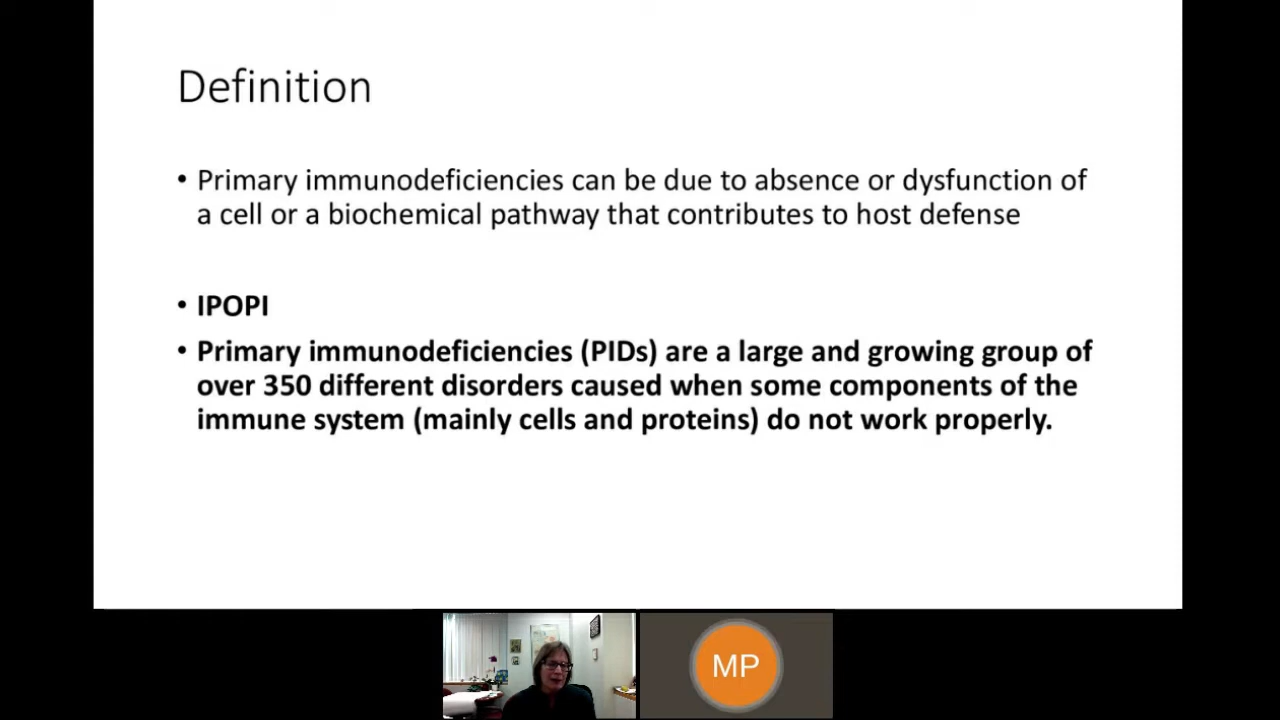 Definition
• Primary immunodeficiencies can be due to absence or dysfunction of
a cell or a biochemical pathway that contributes to host defense
• IPOPI
• Primary immunodeficiencies (PIDs) are a large and growing group of
over 350 different disorders caused when some components of the
immune system (mainly cells and proteins) do not work properly.
MP